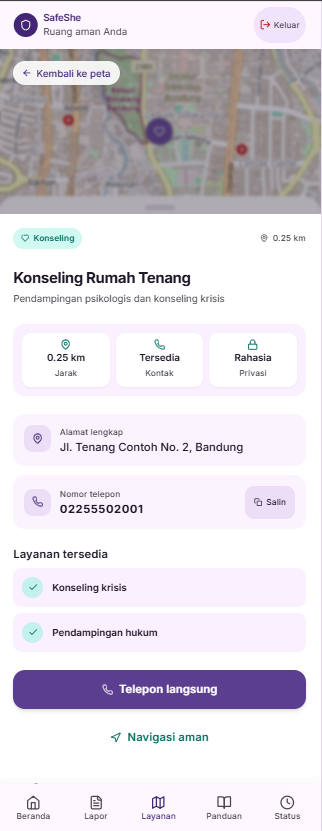 SafeShe
Ruang aman Anda
Keluar
Kembali ke peta
Konseling
0.25 km
Konseling Rumah Tenang
Pendampingan psikologis dan konseling krisis
0.25 km
Jarak
Tersedia
Kontak
Rahasia
Privasi
Alamat lengkap
Jl. Tenang Contoh No. 2, Bandung
Nomor telepon
02255502001
Salin
Layanan tersedia
Konseling krisis
Pendampingan hukum
Telepon langsung
Navigasi aman
Beranda
Lapor
Layanan
Panduan
Status